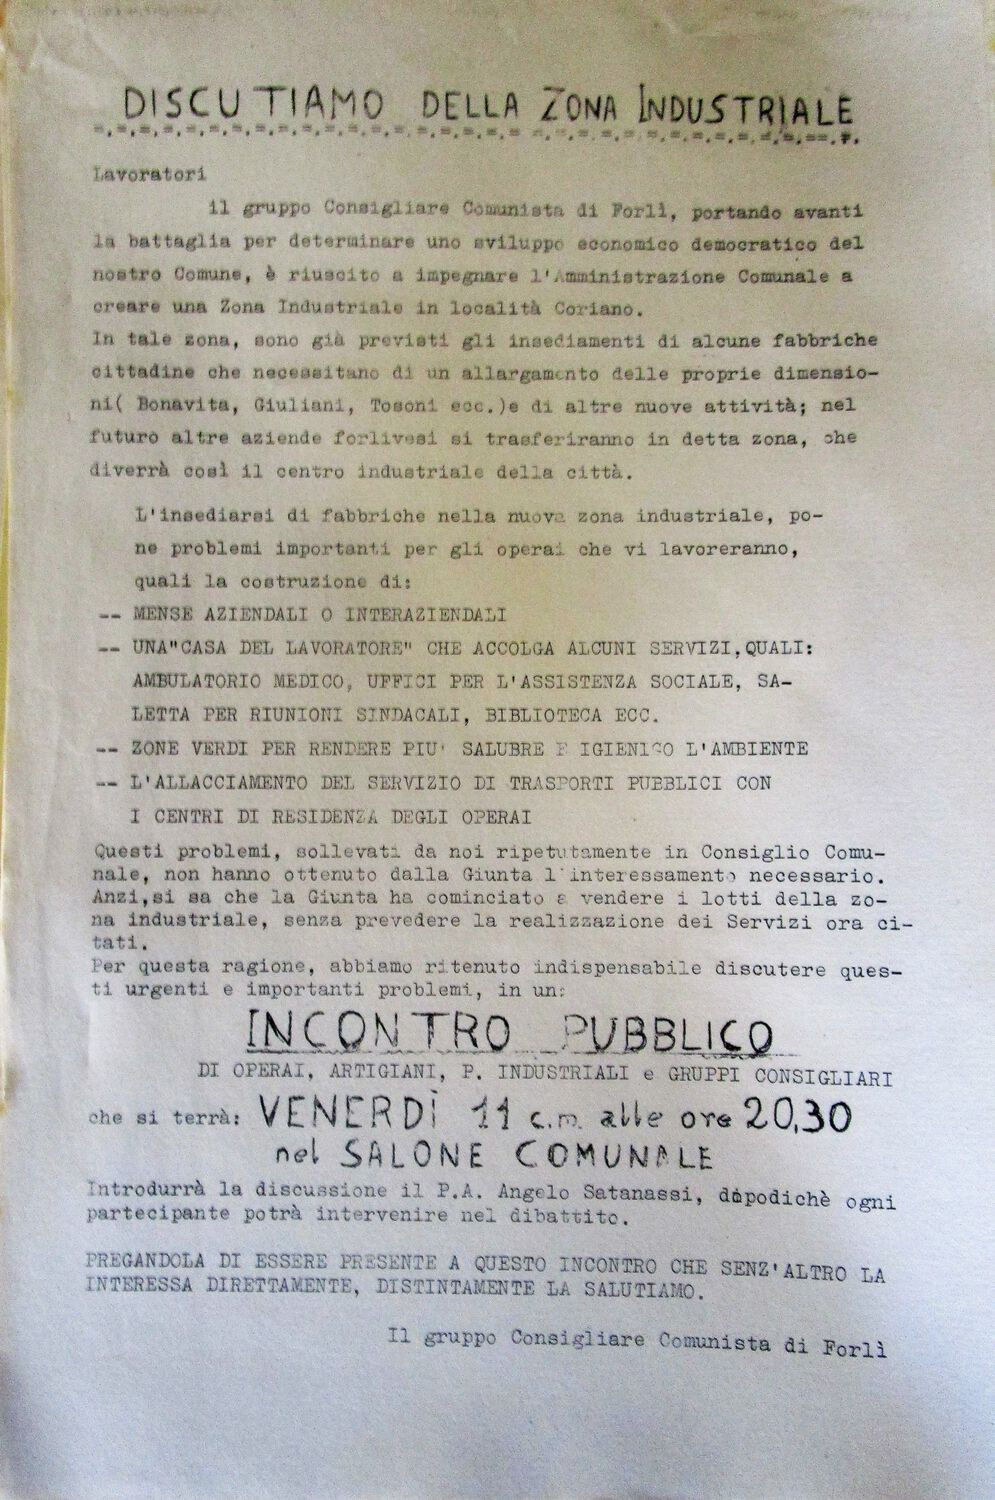 DISCUTIAMO DELLA ZONA INDUSTRIALE
Lavoratori
il gruppo Consigliare Comunista di Forlì, portando avanti
la battaglia per determinare uno sviluppo economico democratico del
nostro Comune, è riuscito a impegnare l'Amministrazione Comunale a
creare una Zona Industriale in località Coriano.
In tale zona, sono già previsti gli insediamenti di alcune fabbriche
cittadine che necessitano di un allargamento delle proprie dimensio-
ni( Bonavita, Giuliani, Tosoni ecc.)e di altre nuove attività; nel
futuro altre aziende forlivesi si trasferiranno in detta zona, che
diverrà così il centro industriale della città.
L'insediarsi di fabbriche nella nuova zona industriale, po-
ne problemi importanti per gli operai che vi lavoreranno,
quali la costruzione di:
-- MENSE AZIENDALI O INTERAZIENDALI
-- UNA"CASA DEL LAVORATORE" CHE ACCOLGA ALCUNI SERVIZI,QUALI:
AMBULATORIO MEDICO, UFFICI PER L'ASSISTENZA SOCIALE, SA-
LETTA PER RIUNIONI SINDACALI, BIBLIOTECA ECC.
-- ZONE VERDI PER RENDERE PIU' SALUBRE E IGIENICO L'AMBIENTE
-- L'ALLACCIAMENTO DEL SERVIZIO DI TRASPORTI PUBBLICI CON
I CENTRI DI RESIDENZA DEGLI OPERAI
Questi problemi, sollevati da noi ripetutamente in Consiglio Comu-
nale, non hanno ottenuto dalla Giunta l'interessamento necessario.
Anzi,si sa che la Giunta ha cominciato a vendere i lotti della zo-
na industriale, senza prevedere la realizzazione dei Servizi ora ci-
tati.
Per questa ragione, abbiamo ritenuto indispensabile discutere ques-
ti urgenti e importanti problemi, in un:
INCONTRO PUBBLICO
DI OPERAI, ARTIGIANI, P. INDUSTRIALI e GRUPPI CONSIGLIARI
che si terrà: VENERDÌ 11 c.m. alle ore 20,30
nel SALONE COMUNALE
Introdurrà la discussione il P.A. Angelo Satanassi, dopodichè ogni
partecipante potrà intervenire nel dibattito.
PREGANDOLA DI ESSERE PRESENTE A QUESTO INCONTRO CHE SENZ'ALTRO LA
INTERESSA DIRETTAMENTE, DISTINTAMENTE LA SALUTIAMO.
Il gruppo Consigliare Comunista di Forlì